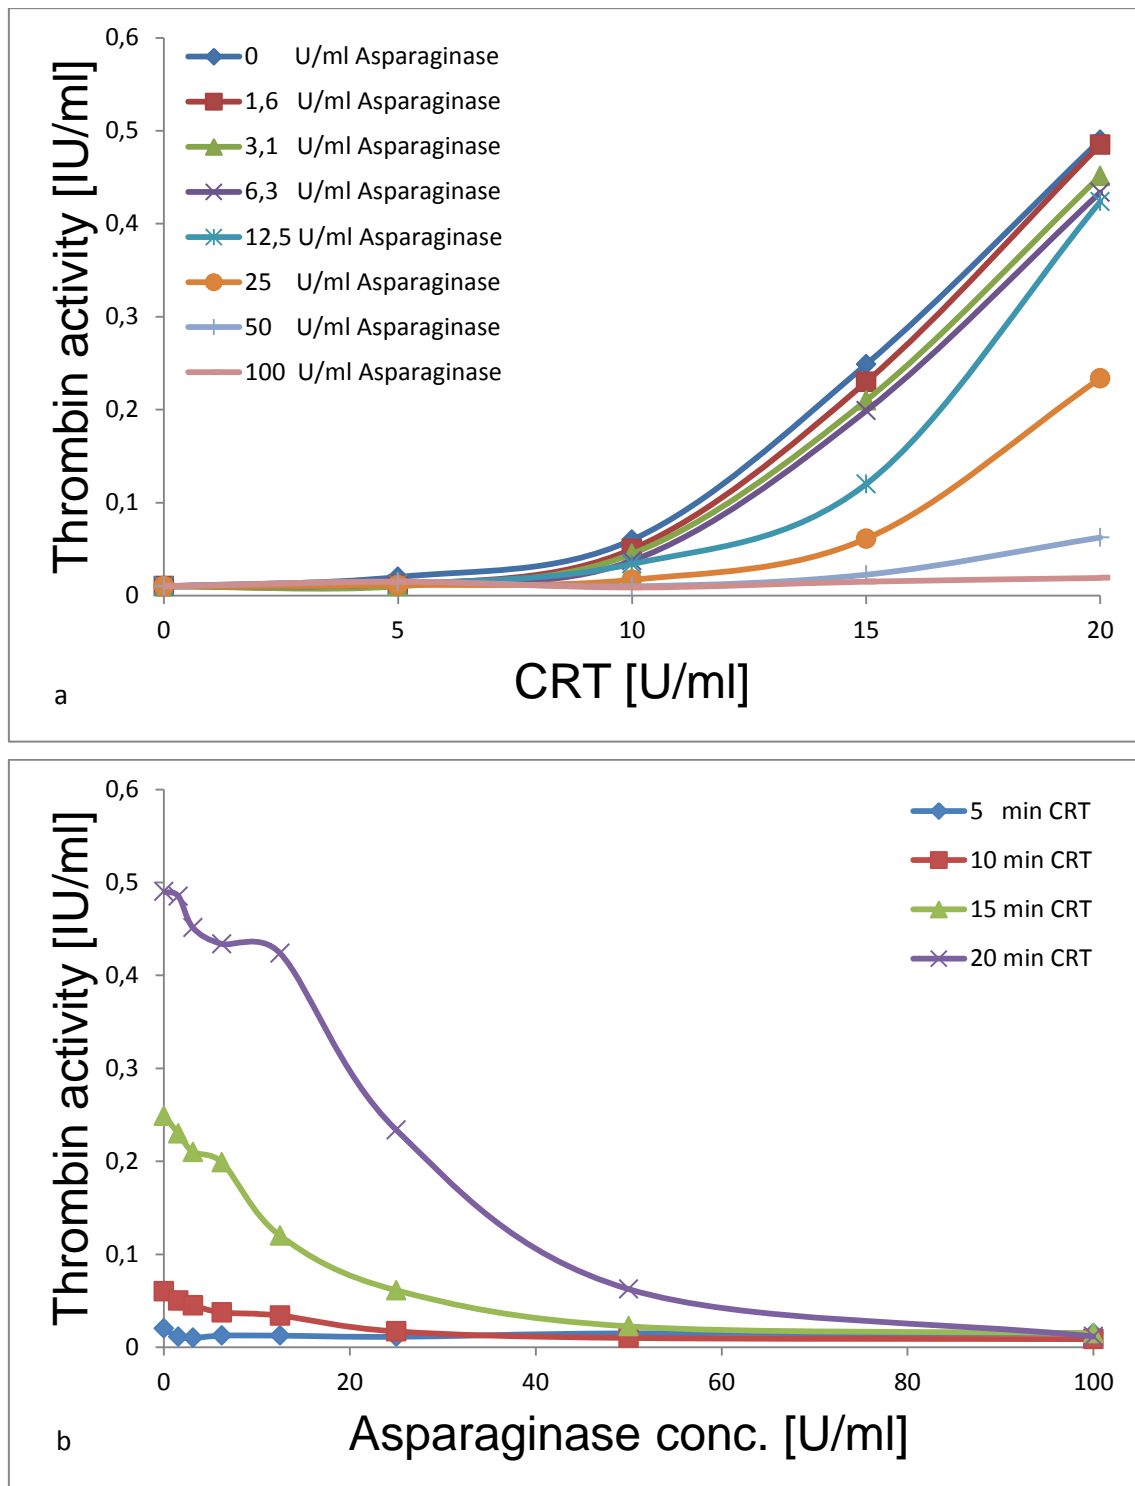 Thrombin activity [IU/ml]
0,6
0,5
0,4
0,3
0,2
0,1
0
0 U/ml Asparaginase
1,6 U/ml Asparaginase
3,1 U/ml Asparaginase
6,3 U/ml Asparaginase
12,5 U/ml Asparaginase
25 U/ml Asparaginase
50 U/ml Asparaginase
100 U/ml Asparaginase
0 5 10 15 20
CRT [U/ml]
a
Thrombin activity [IU/ml]
0,6
0,5
0,4
0,3
0,2
0,1
0
5 min CRT
10 min CRT
15 min CRT
20 min CRT
0 20 40 60 80 100
Asparaginase conc. [U/ml]
b